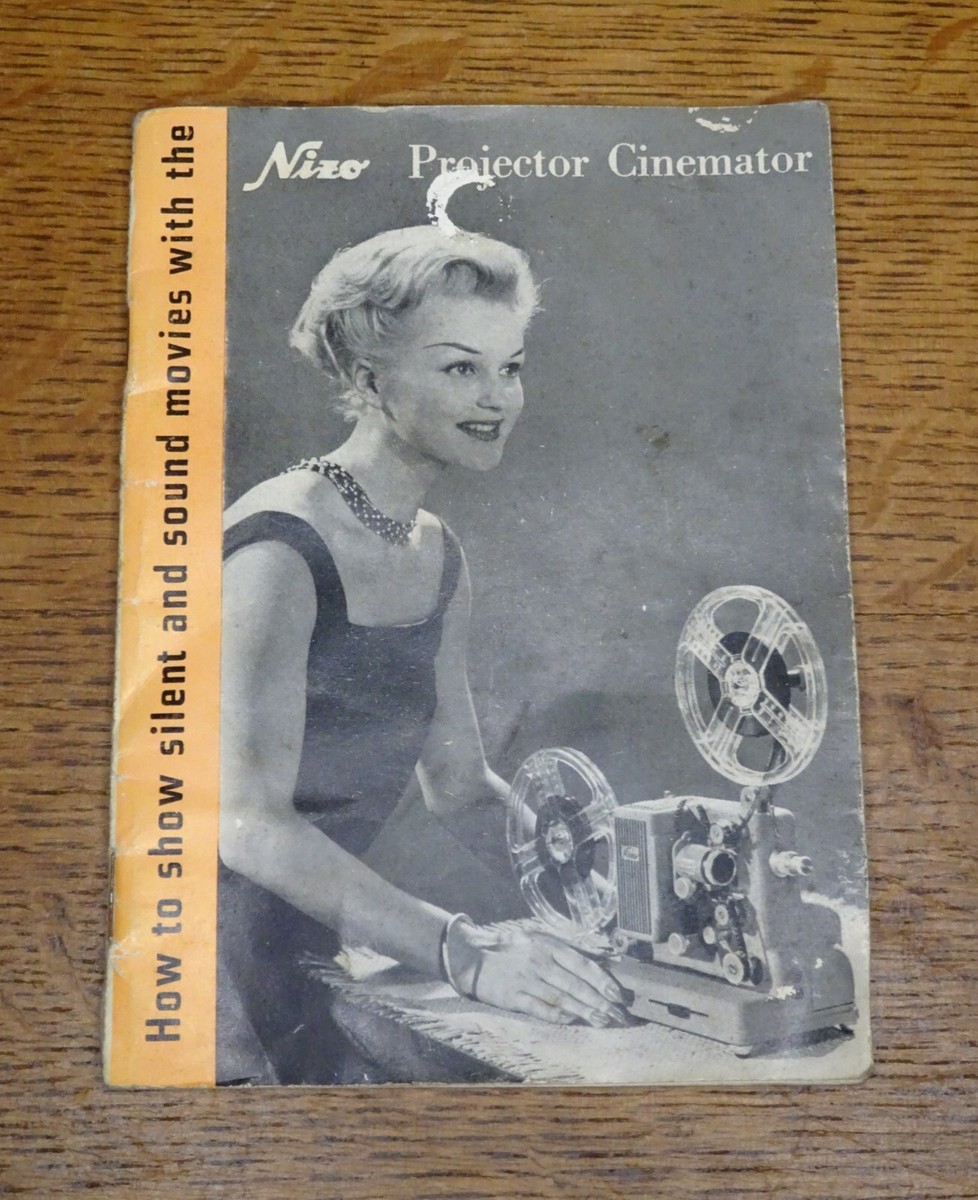 How to show silent and sound movies with the
Nizo Projector Cinemator